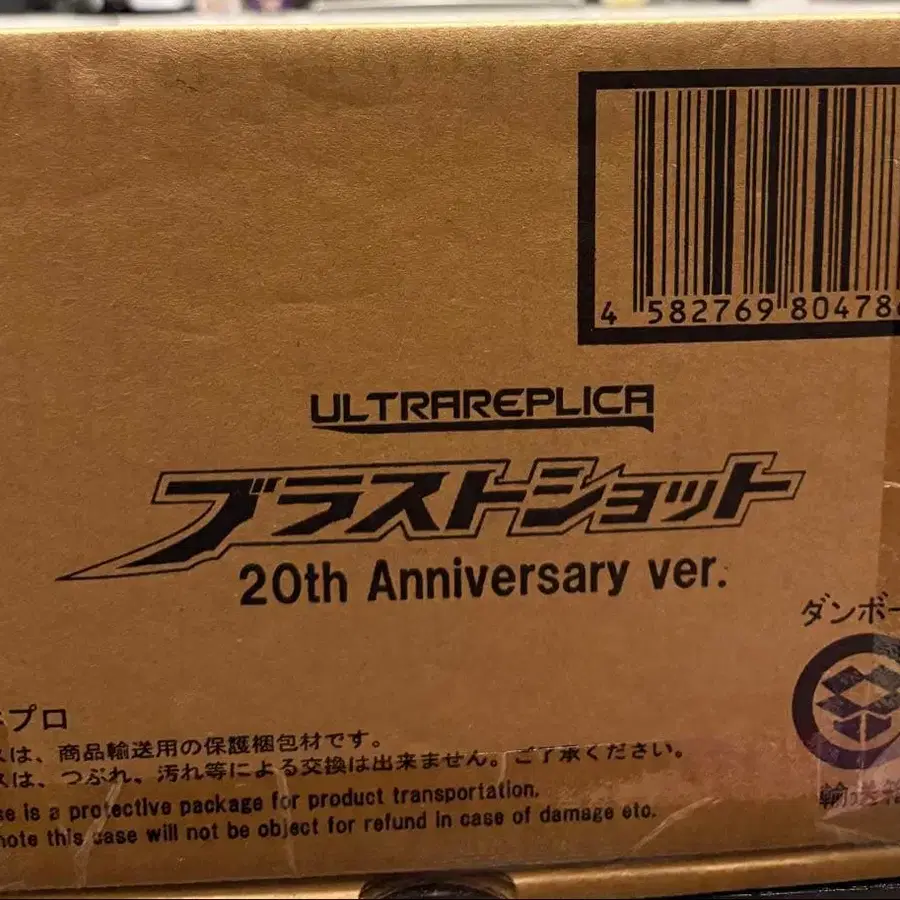 4 582769 80478
ULTRAREPLICA
ブラストショット
20th Anniversary ver.
ダンボー
プロ
は、商品輸送用の保護梱包材です。
スは、つぶれ、汚れ等による交換は出来ません。ご了承ください。
se is a protective package for product transportation.
note this case will not be object for refund in case of damage etc.
輸送箱